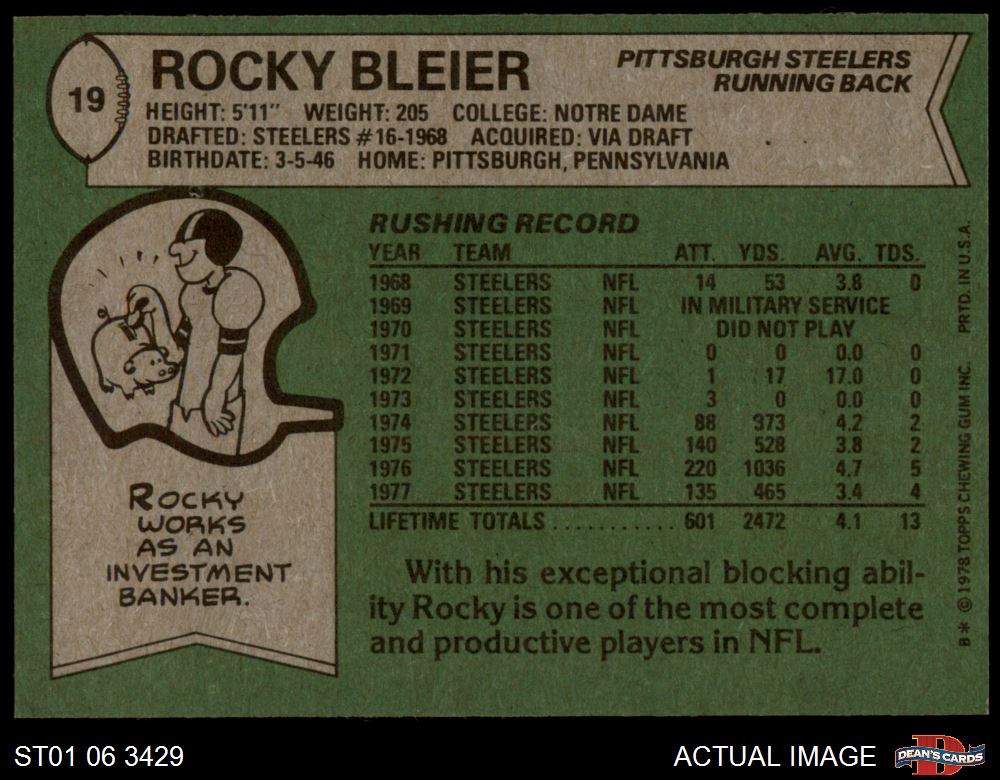 19
ROCKY BLEIER
PITTSBURGH STEELERS
RUNNING BACK
HEIGHT: 5'11" WEIGHT: 205 COLLEGE: NOTRE DAME
DRAFTED: STEELERS #16-1968 ACQUIRED: VIA DRAFT
BIRTHDATE: 3-5-46 HOME: PITTSBURGH, PENNSYLVANIA
RUSHING RECORD
YEAR TEAM ATT. YDS. AVG. TDS.
1968 STEELERS NFL 14 53 3.8 0
1969 STEELERS NFL IN MILITARY SERVICE
1970 STEELERS NFL DID NOT PLAY
1971 STEELERS NFL 0 0 0.0 0
1972 STEELERS NFL 1 17 17.0 0
1973 STEELERS NFL 3 0 0.0 0
1974 STEELERS NFL 88 373 4.2 2
1975 STEELERS NFL 140 528 3.8 2
1976 STEELERS NFL 220 1036 4.7 5
1977 STEELERS NFL 135 465 3.4 4
LIFETIME TOTALS ........... 601 2472 4.1 13
ROCKY
WORKS
AS AN
INVESTMENT
BANKER.
With his exceptional blocking abil-
ity Rocky is one of the most complete
and productive players in NFL.
B* © 1978 TOPPS CHEWING GUM INC. PRTD. IN U.S.A.
ST01 06 3429
ACTUAL IMAGE
D
DEAN'S CARDS